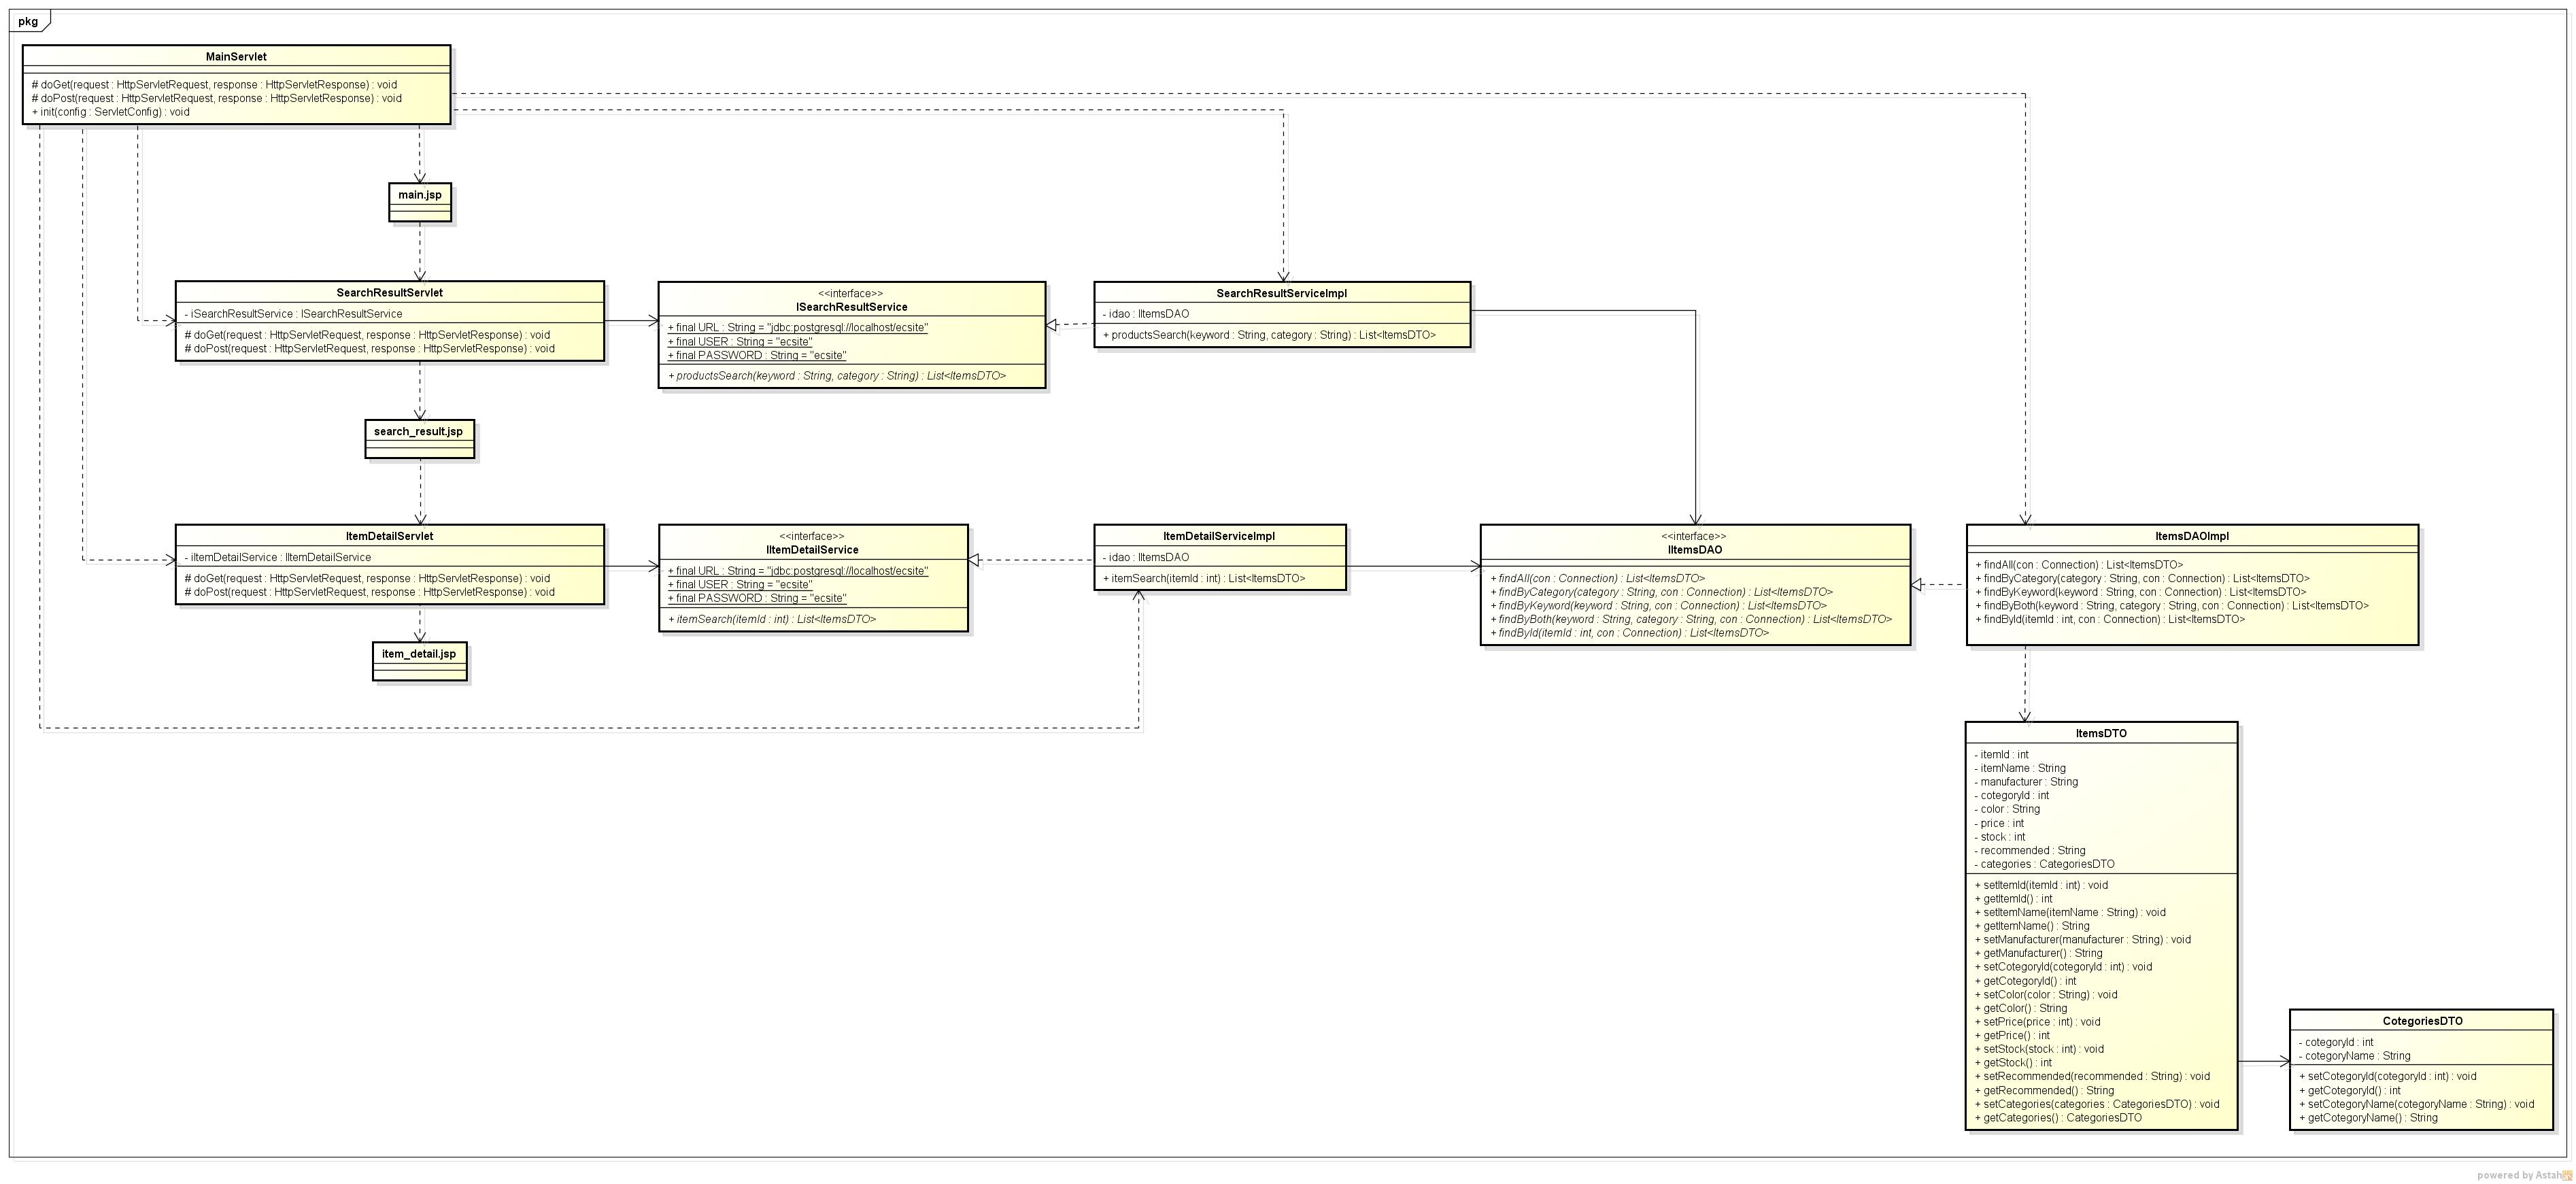 pkg
MainServlet
# doGet(request : HttpServletRequest, response : HttpServletResponse) : void
# doPost(request : HttpServletRequest, response : HttpServletResponse) : void
+ init(config : ServletConfig) : void
main.jsp
SearchResultServlet
- iSearchResultService : ISearchResultService
# doGet(request : HttpServletRequest, response : HttpServletResponse) : void
# doPost(request : HttpServletRequest, response : HttpServletResponse) : void
<<interface>>
ISearchResultService
+ final URL : String = "jdbc:postgresql://localhost/ecsite"
+ final USER : String = "ecsite"
+ final PASSWORD : String = "ecsite"
+ productsSearch(keyword : String, category : String) : List<ItemsDTO>
SearchResultServiceImpl
- idao : IItemsDAO
+ productsSearch(keyword : String, category : String) : List<ItemsDTO>
search_result.jsp
ItemDetailServlet
- iItemDetailService : IItemDetailService
# doGet(request : HttpServletRequest, response : HttpServletResponse) : void
# doPost(request : HttpServletRequest, response : HttpServletResponse) : void
<<interface>>
IItemDetailService
+ final URL : String = "jdbc:postgresql://localhost/ecsite"
+ final USER : String = "ecsite"
+ final PASSWORD : String = "ecsite"
+ itemSearch(itemId : int) : List<ItemsDTO>
ItemDetailServiceImpl
- idao : IItemsDAO
+ itemSearch(itemId : int) : List<ItemsDTO>
<<interface>>
IItemsDAO
+ findAll(con : Connection) : List<ItemsDTO>
+ findByCategory(category : String, con : Connection) : List<ItemsDTO>
+ findByKeyword(keyword : String, con : Connection) : List<ItemsDTO>
+ findByBoth(keyword : String, category : String, con : Connection) : List<ItemsDTO>
+ findById(itemId : int, con : Connection) : List<ItemsDTO>
ItemsDAOImpl
+ findAll(con : Connection) : List<ItemsDTO>
+ findByCategory(category : String, con : Connection) : List<ItemsDTO>
+ findByKeyword(keyword : String, con : Connection) : List<ItemsDTO>
+ findByBoth(keyword : String, category : String, con : Connection) : List<ItemsDTO>
+ findById(itemId : int, con : Connection) : List<ItemsDTO>
item_detail.jsp
ItemsDTO
- itemId : int
- itemName : String
- manufacturer : String
- cotegoryId : int
- color : String
- price : int
- stock : int
- recommended : String
- categories : CategoriesDTO
+ setItemId(itemId : int) : void
+ getItemId() : int
+ setItemName(itemName : String) : void
+ getItemName() : String
+ setManufacturer(manufacturer : String) : void
+ getManufacturer() : String
+ setCotegoryId(cotegoryId : int) : void
+ getCotegoryId() : int
+ setColor(color : String) : void
+ getColor() : String
+ setPrice(price : int) : void
+ getPrice() : int
+ setStock(stock : int) : void
+ getStock() : int
+ setRecommended(recommended : String) : void
+ getRecommended() : String
+ setCategories(categories : CategoriesDTO) : void
+ getCategories() : CategoriesDTO
CotegoriesDTO
- cotegoryId : int
- cotegoryName : String
+ setCotegoryId(cotegoryId : int) : void
+ getCotegoryId() : int
+ setCotegoryName(cotegoryName : String) : void
+ getCotegoryName() : String
powered by Astah